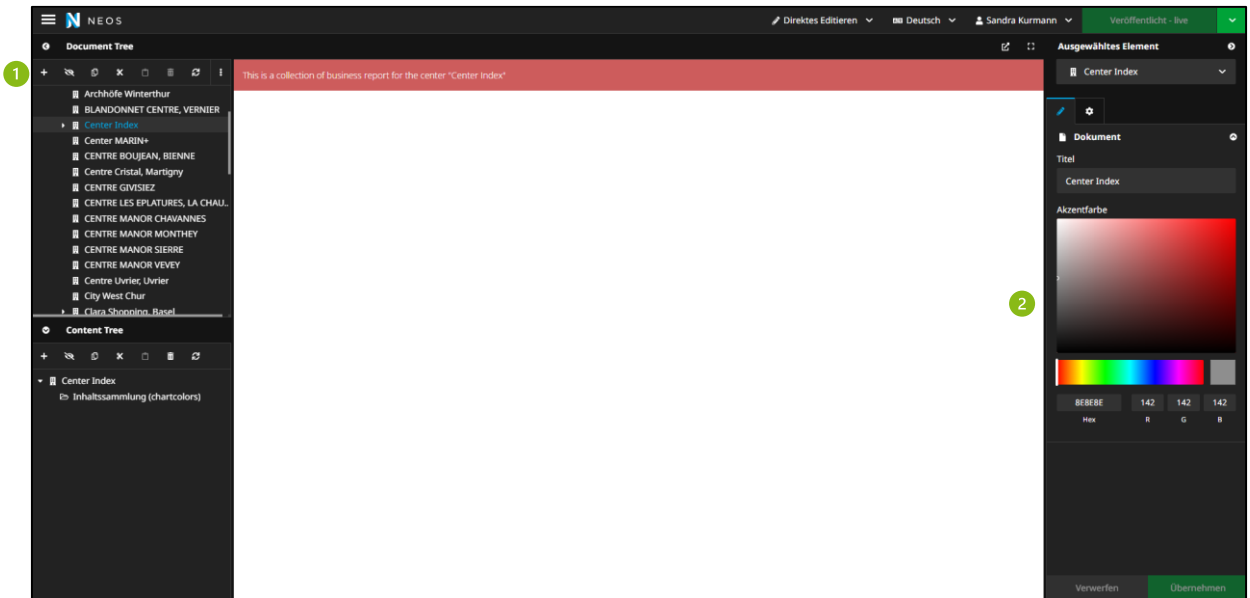 NEOS
Direktes Editieren
Deutsch
Sandra Kurmann
Veröffentlicht - live
Document Tree
Ausgewähltes Element
1
This is a collection of business report for the center "Center Index"
Center Index
Archhöfe Winterthur
BLANDONNET CENTRE, VERNIER
Center Index
Center MARIN+
CENTRE BOUJEAN, BIENNE
Centre Cristal, Martigny
CENTRE GIVISIEZ
CENTRE LES EPLATURES, LA CHAU..
CENTRE MANOR CHAVANNES
CENTRE MANOR MONTHEY
CENTRE MANOR SIERRE
CENTRE MANOR VEVEY
Centre Uvrier, Uvrier
City West Chur
Clara Shopping, Basel
Content Tree
Center Index
Inhaltssammlung (chartcolors)
Dokument
Titel
Center Index
Akzentfarbe
2
8E8EBE 142 142 142
Hex R G B
Verwerfen
Übernehmen